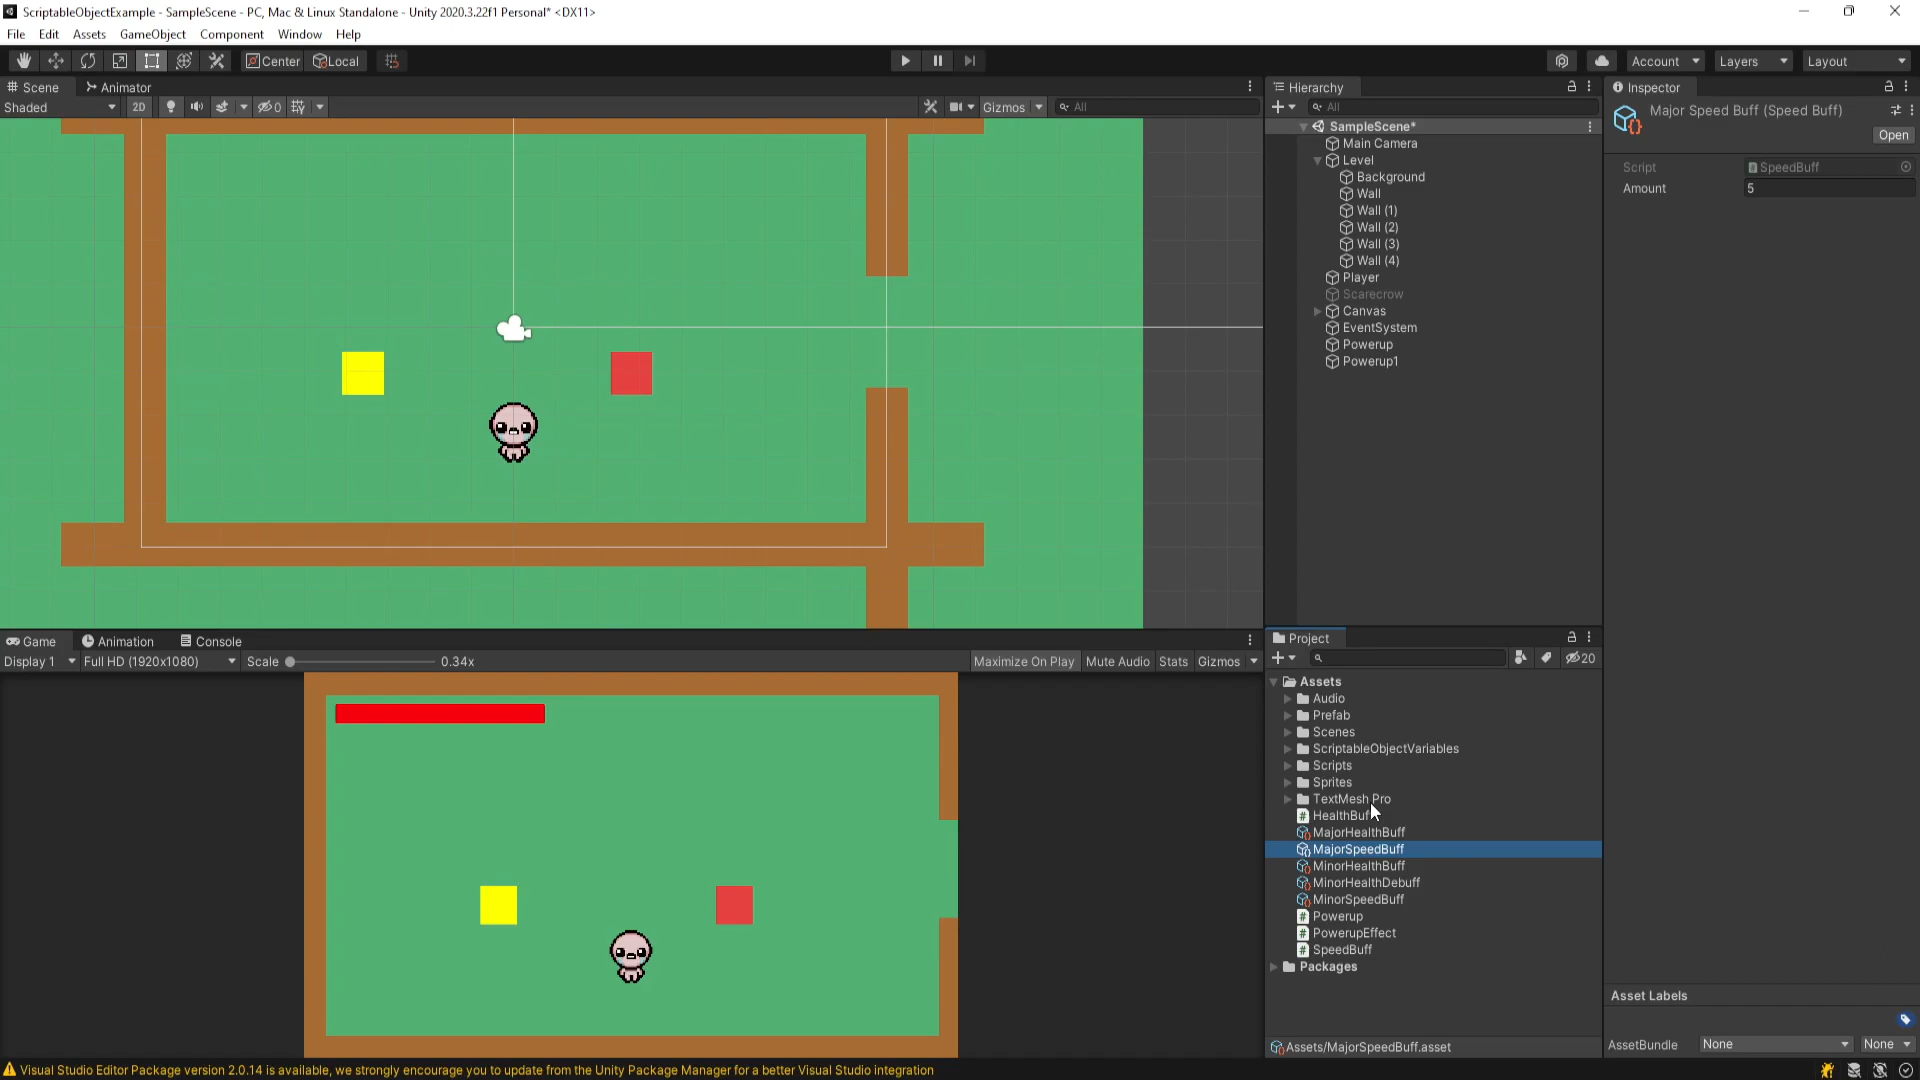 ScriptableObjectExample - SampleScene - PC, Mac & Linux Standalone - Unity 2020.3.22f1 Personal* <DX11>
File Edit Assets GameObject Component Window Help
Center Local
Account Layers Layout
Scene Animator
Shaded 2D 0 Gizmos All
Hierarchy
All
SampleScene*
Main Camera
Level
Background
Wall
Wall (1)
Wall (2)
Wall (3)
Wall (4)
Player
Scarecrow
Canvas
EventSystem
Powerup
Powerup1
Inspector
Major Speed Buff (Speed Buff)
Open
Script SpeedBuff
Amount 5
Game Animation Console
Display 1 Full HD (1920x1080) Scale 0.34x Maximize On Play Mute Audio Stats Gizmos
Project
20
Assets
Audio
Prefab
Scenes
ScriptableObjectVariables
Scripts
Sprites
TextMesh Pro
HealthBuff
MajorHealthBuff
MajorSpeedBuff
MinorHealthBuff
MinorHealthDebuff
MinorSpeedBuff
Powerup
PowerupEffect
SpeedBuff
Packages
Assets/MajorSpeedBuff.asset
Asset Labels
AssetBundle None None
Visual Studio Editor Package version 2.0.14 is available, we strongly encourage you to update from the Unity Package Manager for a better Visual Studio integration